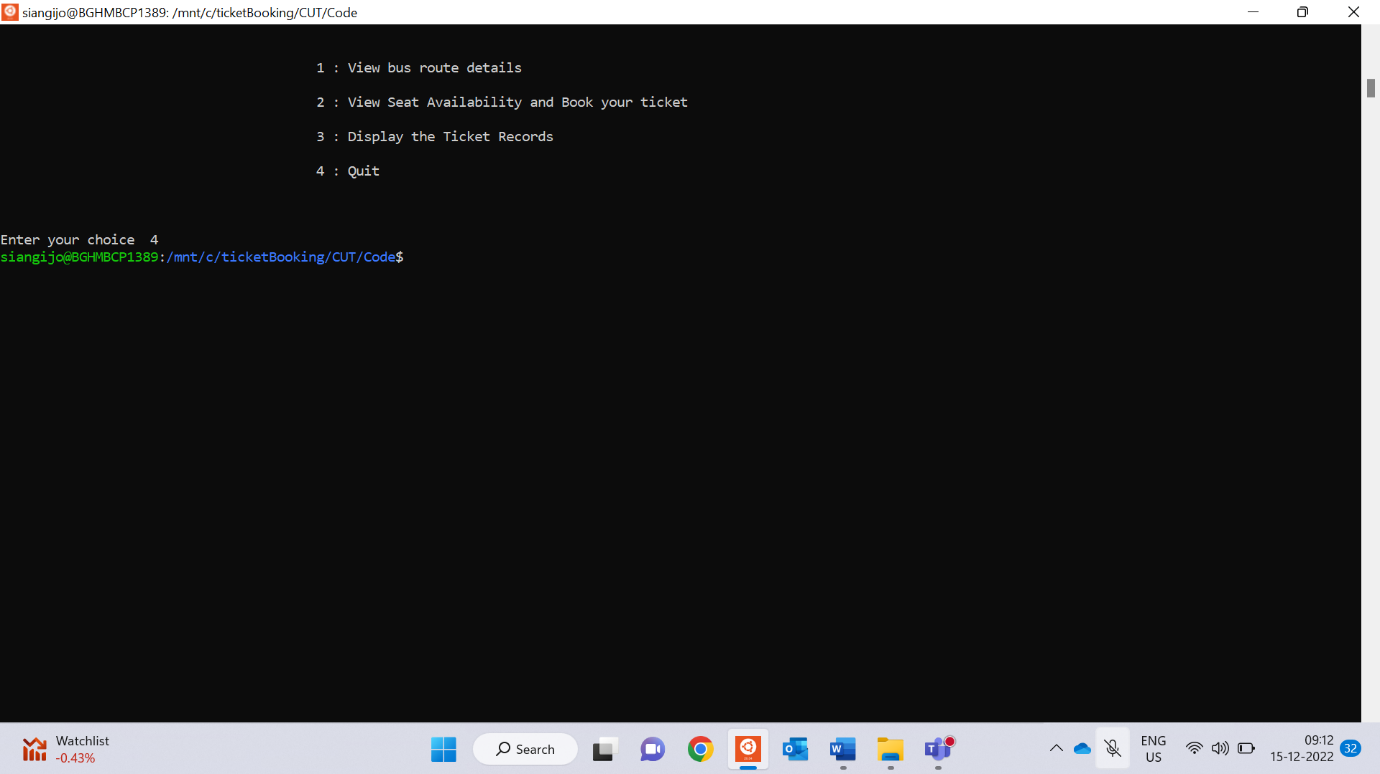 siangijo@BGHMBCP1389: /mnt/c/ticketBooking/CUT/Code
1 : View bus route details
2 : View Seat Availability and Book your ticket
3 : Display the Ticket Records
4 : Quit
Enter your choice  4
siangijo@BGHMBCP1389:/mnt/c/ticketBooking/CUT/Code$
Watchlist
-0.43%
Search
ENG
US
09:12
15-12-2022
32